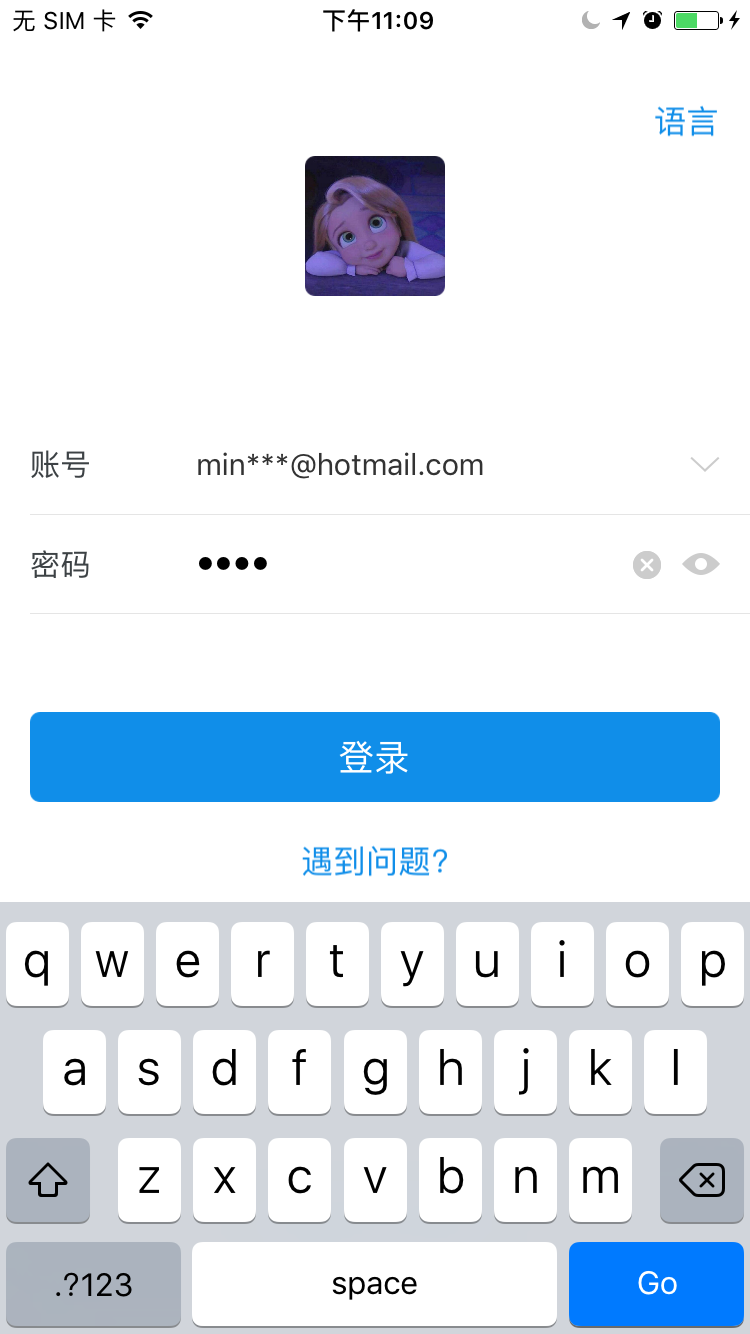 无 SIM 卡 下午11:09
语言
账号 min***@hotmail.com
密码 ••••
登录
遇到问题?
q w e r t y u i o p
a s d f g h j k l
z x c v b n m
.?123 space Go